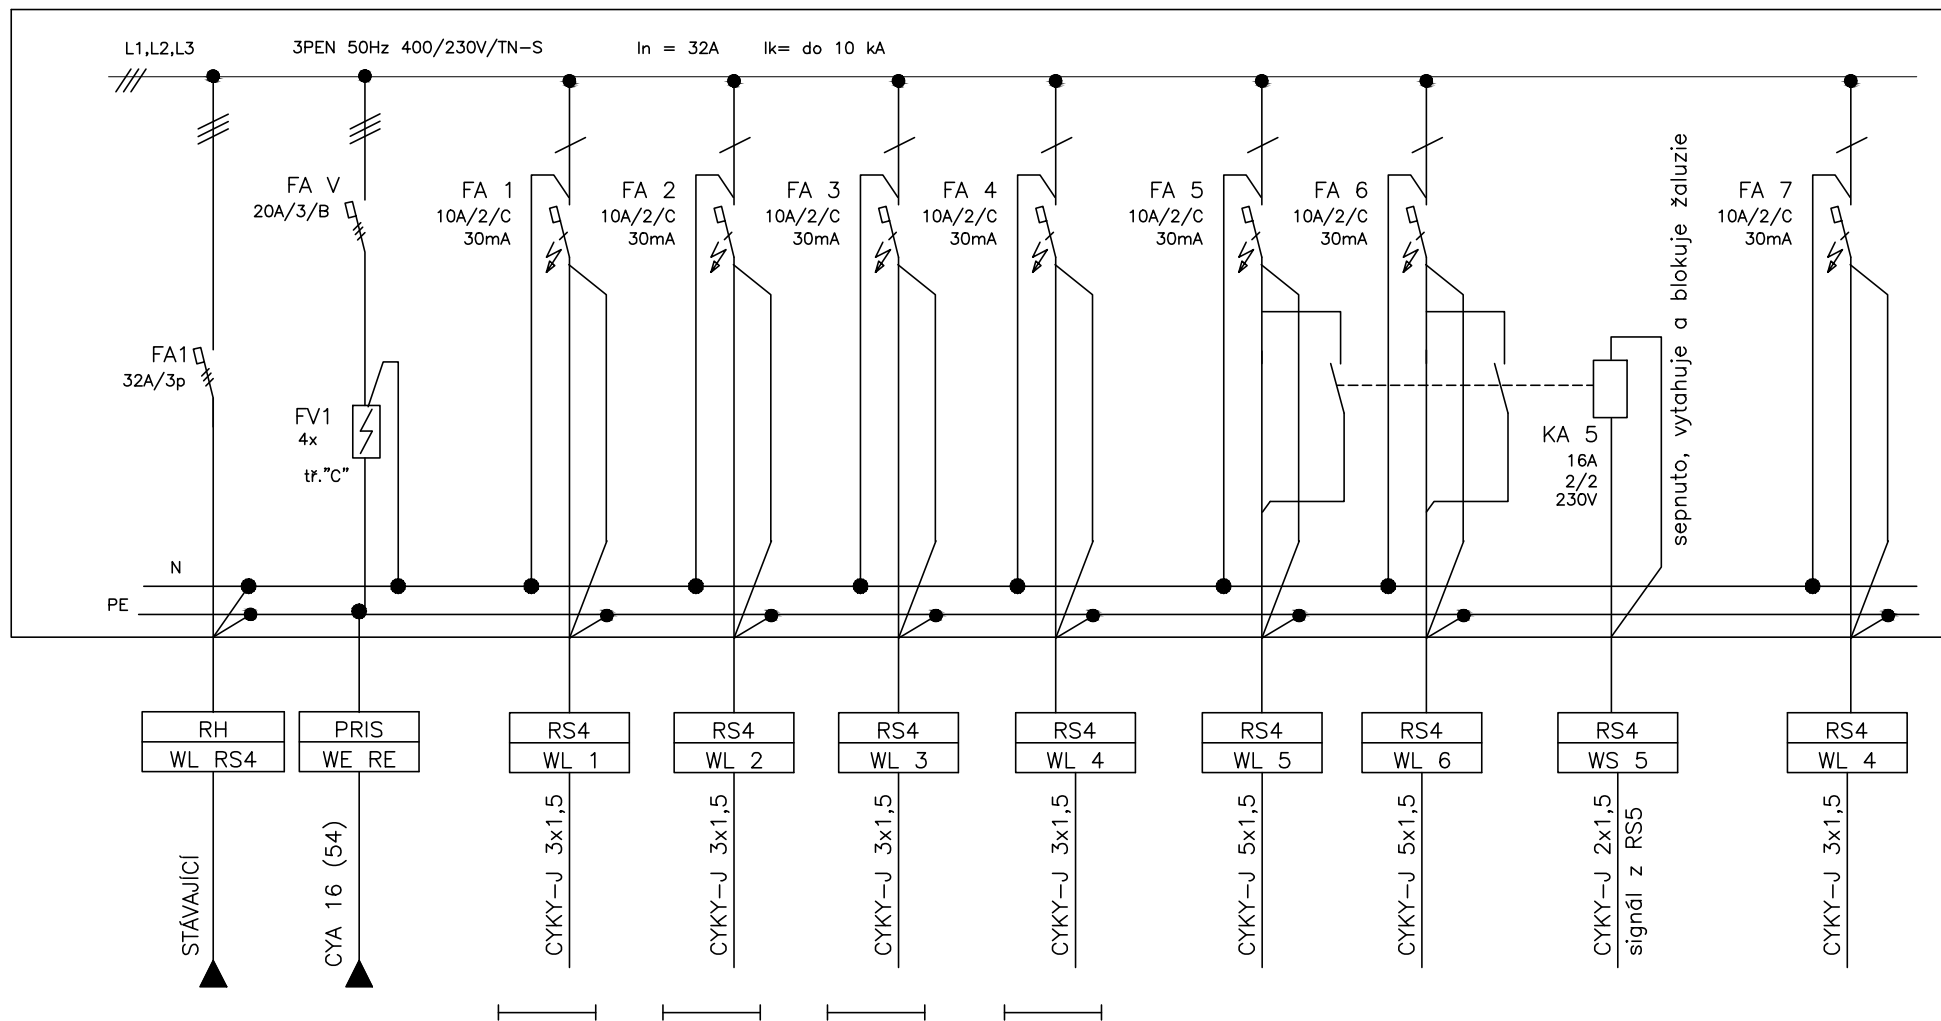 L1,L2,L3
3PEN 50Hz 400/230V/TN-S
In = 32A
Ik= do 10 kA
FA V
20A/3/B
FA 1
10A/2/C
30mA
FA 2
10A/2/C
30mA
FA 3
10A/2/C
30mA
FA 4
10A/2/C
30mA
FA 5
10A/2/C
30mA
FA 6
10A/2/C
30mA
FA 7
10A/2/C
30mA
FA1
32A/3p
FV1
4x
tř."C"
KA 5
16A
2/2
230V
sepnuto, vytahuje a blokuje žaluzie
N
PE
RH
WL RS4
PRIS
WE RE
RS4
WL 1
RS4
WL 2
RS4
WL 3
RS4
WL 4
RS4
WL 5
RS4
WL 6
RS4
WS 5
RS4
WL 4
STÁVAJÍCÍ
CYA 16 (54)
CYKY-J 3x1,5
CYKY-J 3x1,5
CYKY-J 3x1,5
CYKY-J 3x1,5
CYKY-J 5x1,5
CYKY-J 5x1,5
CYKY-J 2x1,5
signál z RS5
CYKY-J 3x1,5